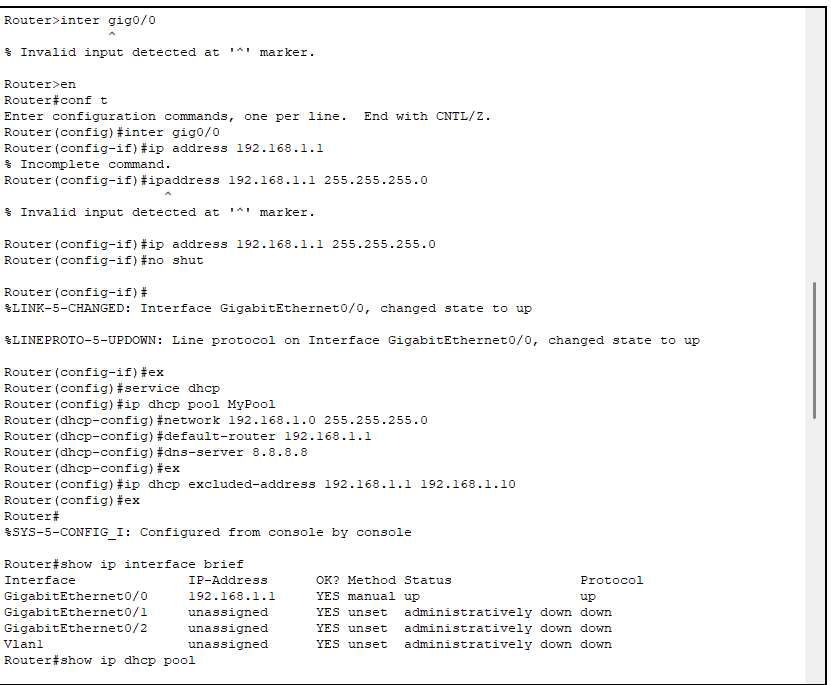 Router>inter gig0/0
^
% Invalid input detected at '^' marker.
Router>en
Router#conf t
Enter configuration commands, one per line.  End with CNTL/Z.
Router(config)#inter gig0/0
Router(config-if)#ip address 192.168.1.1
% Incomplete command.
Router(config-if)#ipaddress 192.168.1.1 255.255.255.0
^
% Invalid input detected at '^' marker.
Router(config-if)#ip address 192.168.1.1 255.255.255.0
Router(config-if)#no shut
Router(config-if)#
%LINK-5-CHANGED: Interface GigabitEthernet0/0, changed state to up
%LINEPROTO-5-UPDOWN: Line protocol on Interface GigabitEthernet0/0, changed state to up
Router(config-if)#ex
Router(config)#service dhcp
Router(config)#ip dhcp pool MyPool
Router(dhcp-config)#network 192.168.1.0 255.255.255.0
Router(dhcp-config)#default-router 192.168.1.1
Router(dhcp-config)#dns-server 8.8.8.8
Router(dhcp-config)#ex
Router(config)#ip dhcp excluded-address 192.168.1.1 192.168.1.10
Router(config)#ex
Router#
%SYS-5-CONFIG_I: Configured from console by console
Router#show ip interface brief
Interface              IP-Address      OK? Method Status                Protocol
GigabitEthernet0/0     192.168.1.1     YES manual up                    up
GigabitEthernet0/1     unassigned      YES unset  administratively down down
GigabitEthernet0/2     unassigned      YES unset  administratively down down
Vlan1                  unassigned      YES unset  administratively down down
Router#show ip dhcp pool